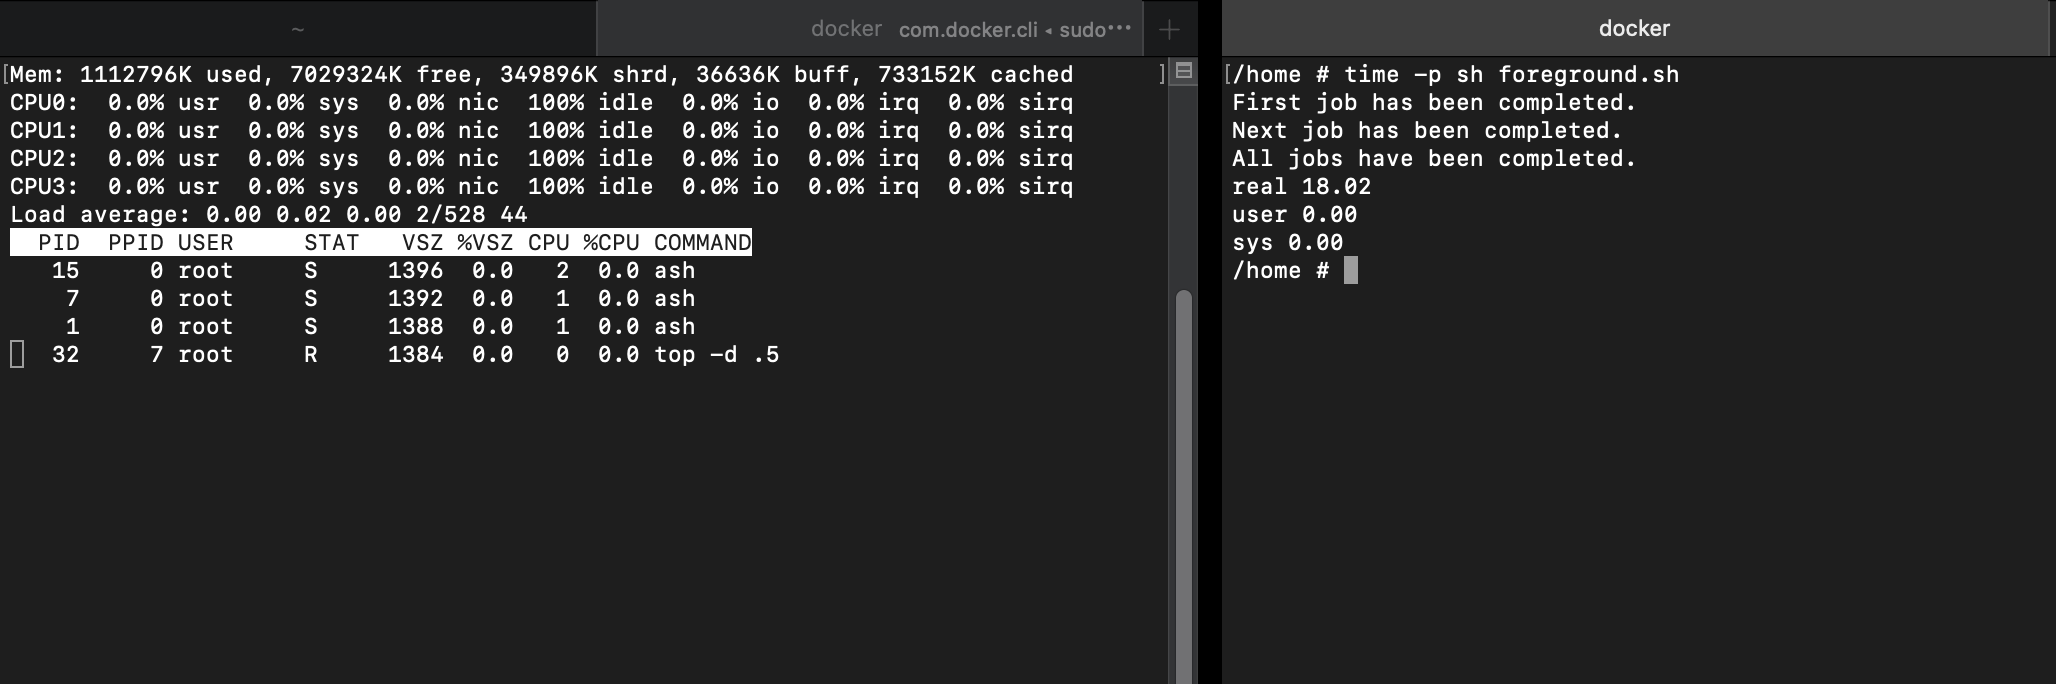 ~
docker com.docker.cli ◂ sudo···
[Mem: 1112796K used, 7029324K free, 349896K shrd, 36636K buff, 733152K cached ]
CPU0:  0.0% usr  0.0% sys  0.0% nic  100% idle  0.0% io  0.0% irq  0.0% sirq
CPU1:  0.0% usr  0.0% sys  0.0% nic  100% idle  0.0% io  0.0% irq  0.0% sirq
CPU2:  0.0% usr  0.0% sys  0.0% nic  100% idle  0.0% io  0.0% irq  0.0% sirq
CPU3:  0.0% usr  0.0% sys  0.0% nic  100% idle  0.0% io  0.0% irq  0.0% sirq
Load average: 0.00 0.02 0.00 2/528 44
  PID  PPID USER     STAT   VSZ %VSZ CPU %CPU COMMAND
   15     0 root     S     1396  0.0   2  0.0 ash
    7     0 root     S     1392  0.0   1  0.0 ash
    1     0 root     S     1388  0.0   1  0.0 ash
   32     7 root     R     1384  0.0   0  0.0 top -d .5
docker
[/home # time -p sh foreground.sh
First job has been completed.
Next job has been completed.
All jobs have been completed.
real 18.02
user 0.00
sys 0.00
/home #